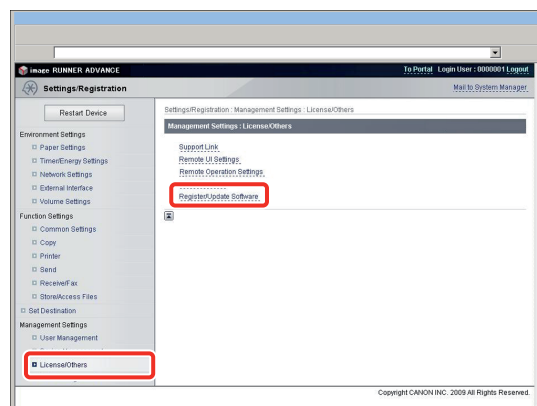 image RUNNER ADVANCE
To Portal Login User : 0000001 Logout
Settings/Registration
Mail to System Manager
Restart Device
Environment Settings
Paper Settings
Timer/Energy Settings
Network Settings
External Interface
Volume Settings
Function Settings
Common Settings
Copy
Printer
Send
Receive/Fax
Store/Access Files
Set Destination
Management Settings
User Management
License/Others
Settings/Registration : Management Settings : License/Others
Management Settings : License/Others
Support Link
Remote UI Settings
Remote Operation Settings
Register/Update Software
Copyright CANON INC. 2009 All Rights Reserved.